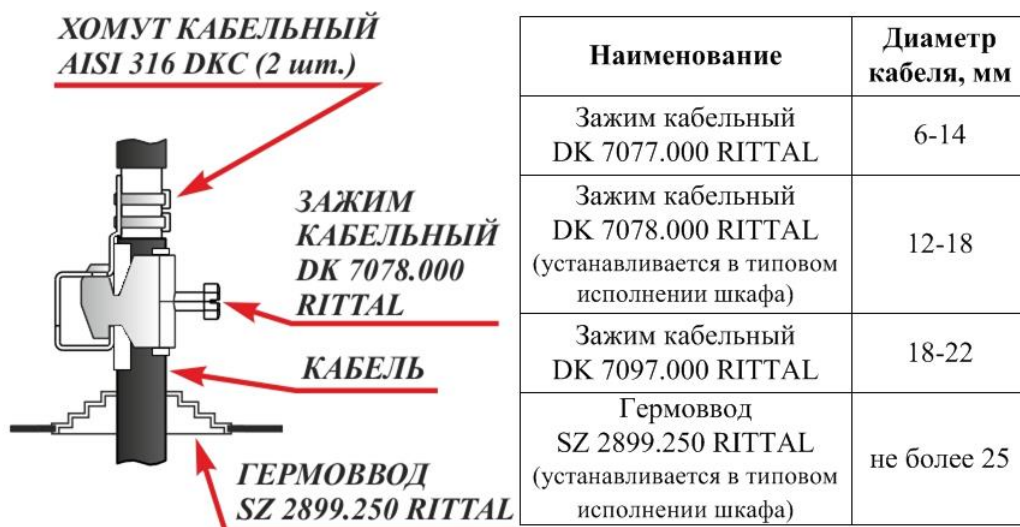 ХОМУТ КАБЕЛЬНЫЙ
AISI 316 DKC (2 шт.)
ЗАЖИМ
КАБЕЛЬНЫЙ
DK 7078.000
RITTAL
КАБЕЛЬ
ГЕРМОВВОД
SZ 2899.250 RITTAL
Наименование
Диаметр
кабеля, мм
Зажим кабельный
DK 7077.000 RITTAL
6-14
Зажим кабельный
DK 7078.000 RITTAL
(устанавливается в типовом
исполнении шкафа)
12-18
Зажим кабельный
DK 7097.000 RITTAL
18-22
Гермоввод
SZ 2899.250 RITTAL
(устанавливается в типовом
исполнении шкафа)
не более 25